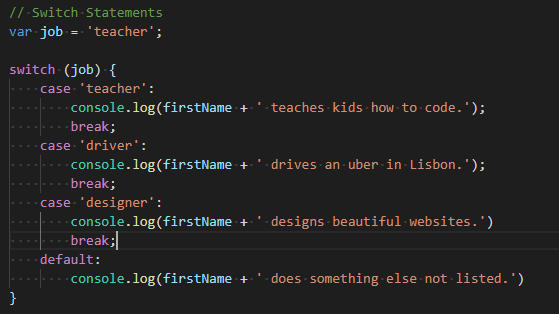 // Switch Statements
var job = 'teacher';

switch (job) {
    case 'teacher':
        console.log(firstName + ' teaches kids how to code.');
        break;
    case 'driver':
        console.log(firstName + ' drives an uber in Lisbon.');
        break;
    case 'designer':
        console.log(firstName + ' designs beautiful websites.')
        break;
    default:
        console.log(firstName + ' does something else not listed.')
}